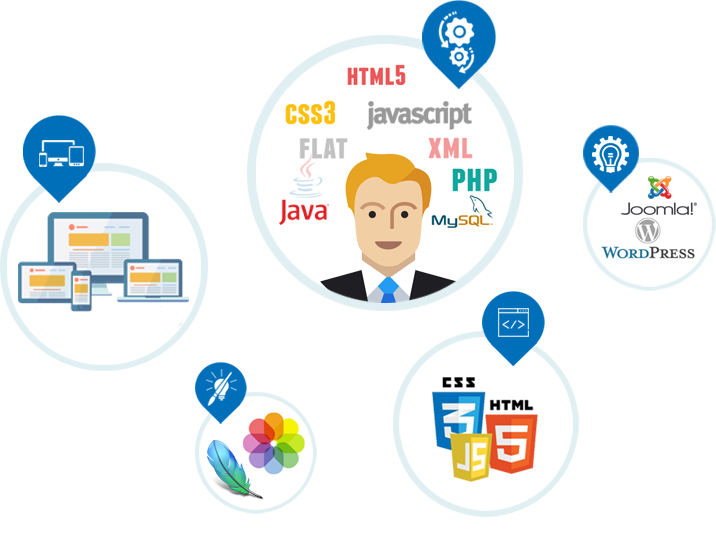 HTML5
CSS3 javascript
FLAT XML
PHP
Java MySQL
Joomla!®
WORDPRESS
</>
CSS
3 HTML
JS 5